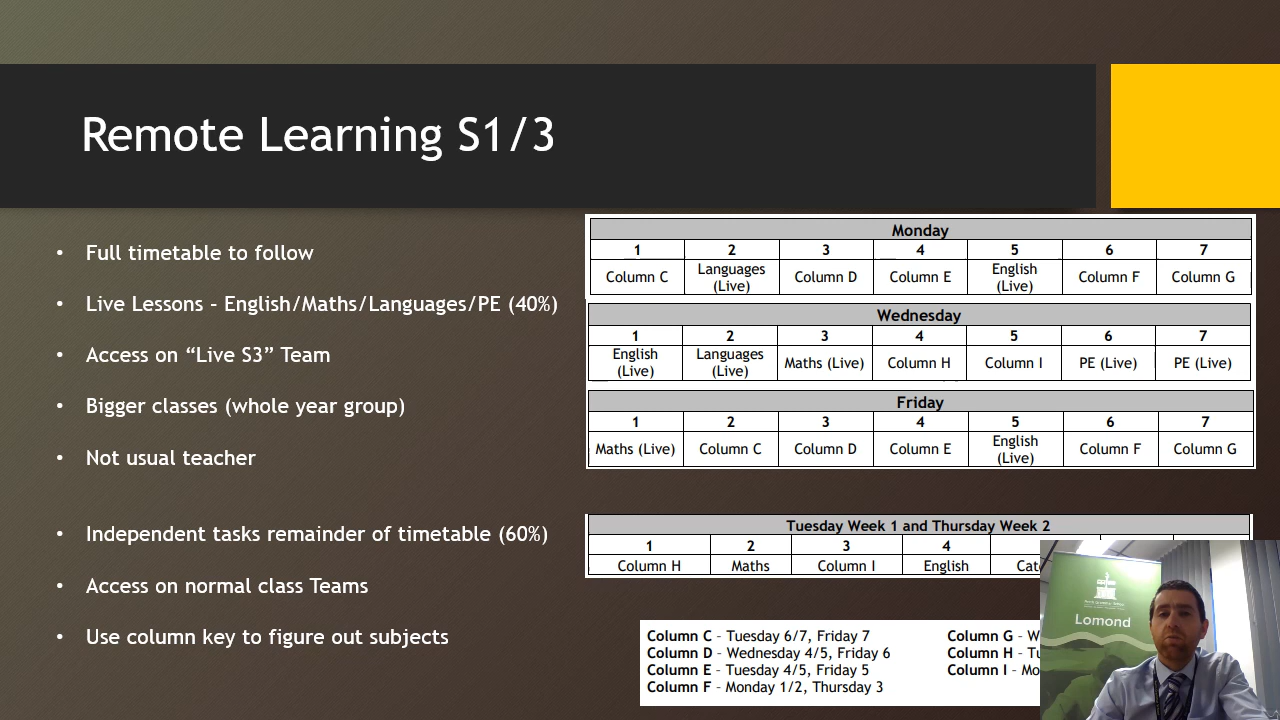 Remote Learning S1/3
• Full timetable to follow
• Live Lessons – English/Maths/Languages/PE (40%)
• Access on “Live S3” Team
• Bigger classes (whole year group)
• Not usual teacher
• Independent tasks remainder of timetable (60%)
• Access on normal class Teams
• Use column key to figure out subjects
Monday
1 2 3 4 5 6 7
Column C Languages (Live) Column D Column E English (Live) Column F Column G
Wednesday
1 2 3 4 5 6 7
English (Live) Languages (Live) Maths (Live) Column H Column I PE (Live) PE (Live)
Friday
1 2 3 4 5 6 7
Maths (Live) Column C Column D Column E English (Live) Column F Column G
Tuesday Week 1 and Thursday Week 2
1 2 3 4
Column H Maths Column I English
Column C – Tuesday 6/7, Friday 7
Column D – Wednesday 4/5, Friday 6
Column E – Tuesday 4/5, Friday 5
Column F – Monday 1/2, Thursday 3
Column G –
Column H –
Column I –
Lomond